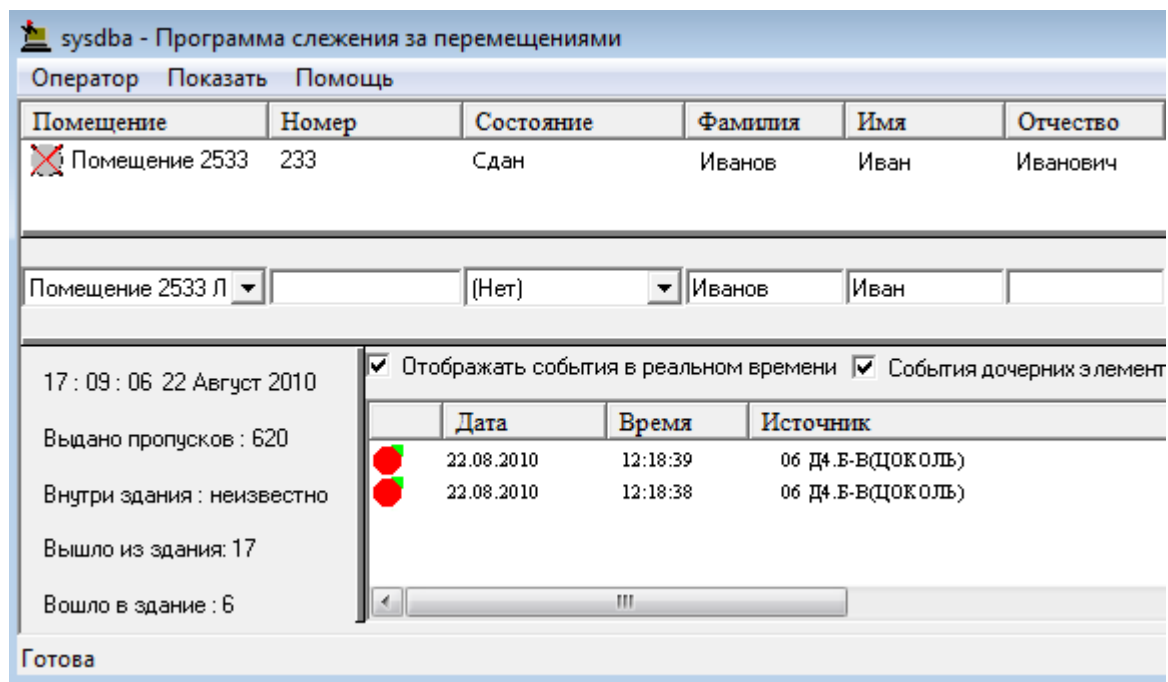 sysdba - Программа слежения за перемещениями
Оператор Показать Помощь
Помещение Номер Состояние Фамилия Имя Отчество
Помещение 2533 233 Сдан Иванов Иван Иванович
Помещение 2533 Л (Нет) Иванов Иван
17 : 09 : 06 22 Август 2010
Отображать события в реальном времени События дочерних элемент
Выдано пропусков : 620
Внутри здания : неизвестно
Вышло из здания: 17
Вошло в здание : 6
Дата Время Источник
22.08.2010 12:18:39 06 Д4.Б-В(ЦОКОЛЬ)
22.08.2010 12:18:38 06 Д4.Б-В(ЦОКОЛЬ)
Готова